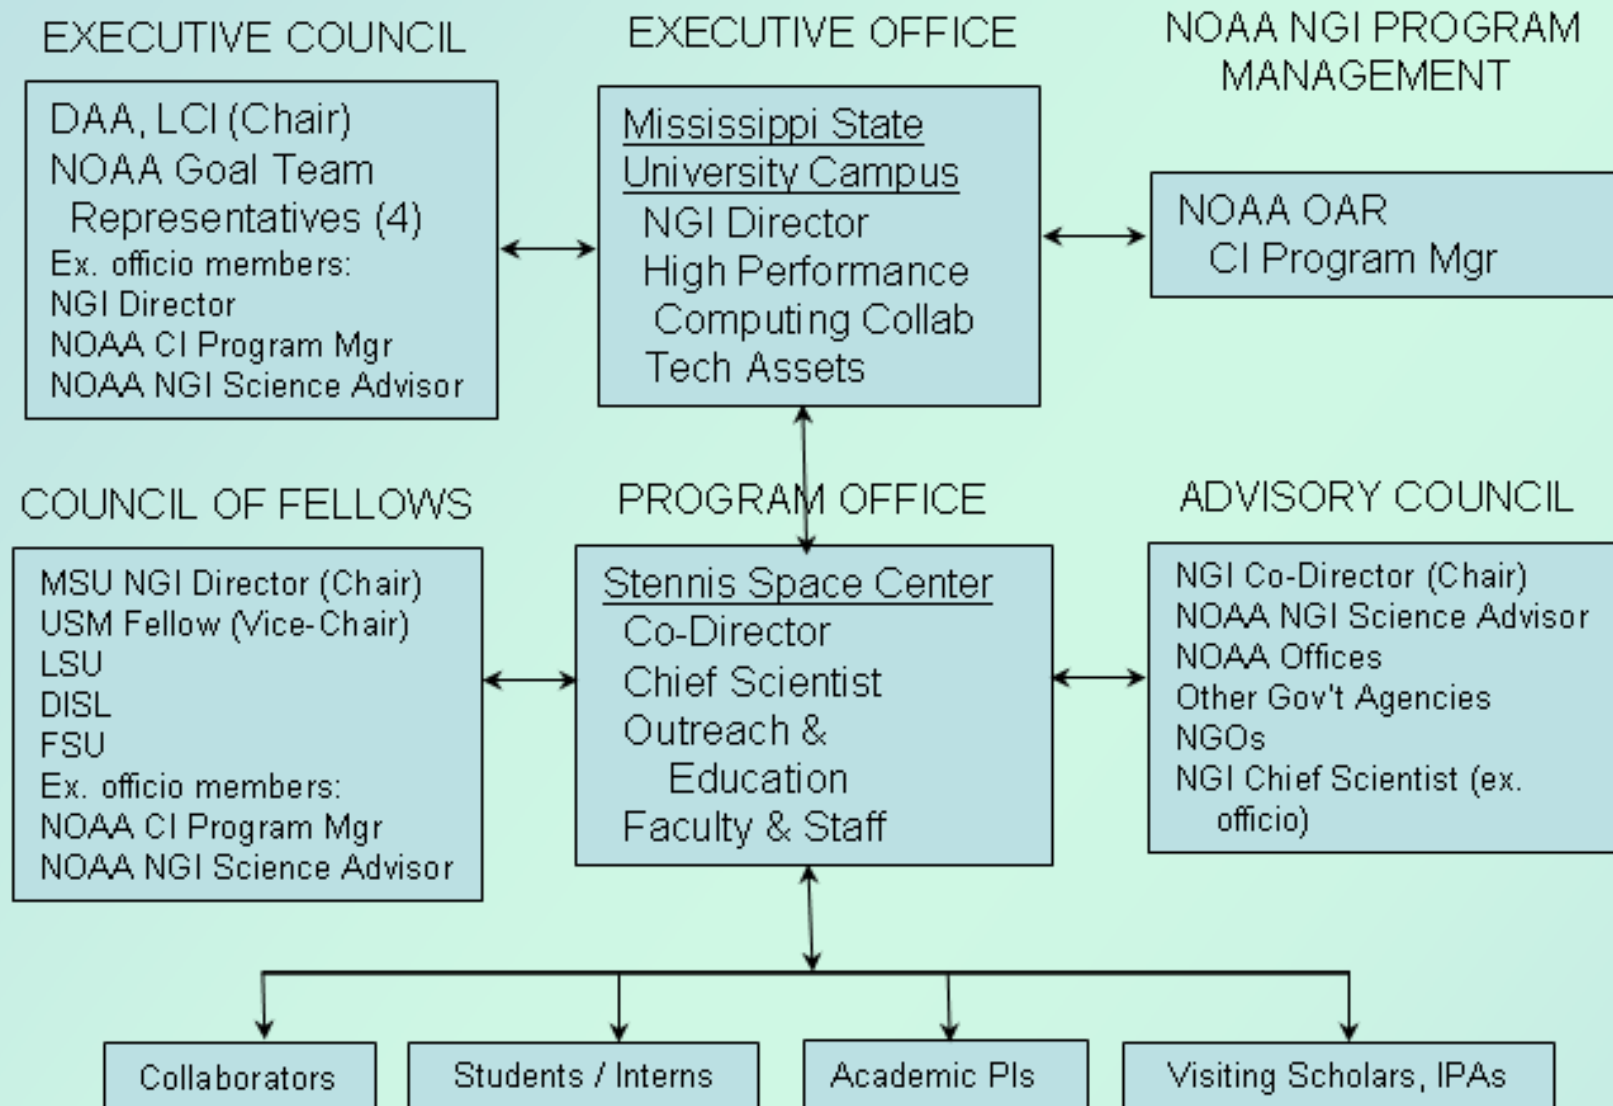 EXECUTIVE COUNCIL
DAA, LCI (Chair)
NOAA Goal Team
Representatives (4)
Ex. officio members:
NGI Director
NOAA CI Program Mgr
NOAA NGI Science Advisor
EXECUTIVE OFFICE
Mississippi State
University Campus
NGI Director
High Performance
Computing Collab
Tech Assets
NOAA NGI PROGRAM
MANAGEMENT
NOAA OAR
CI Program Mgr
COUNCIL OF FELLOWS
MSU NGI Director (Chair)
USM Fellow (Vice-Chair)
LSU
DISL
FSU
Ex. officio members:
NOAA CI Program Mgr
NOAA NGI Science Advisor
PROGRAM OFFICE
Stennis Space Center
Co-Director
Chief Scientist
Outreach &
Education
Faculty & Staff
ADVISORY COUNCIL
NGI Co-Director (Chair)
NOAA NGI Science Advisor
NOAA Offices
Other Gov't Agencies
NGOs
NGI Chief Scientist (ex.
officio)
Collaborators
Students / Interns
Academic PIs
Visiting Scholars, IPAs